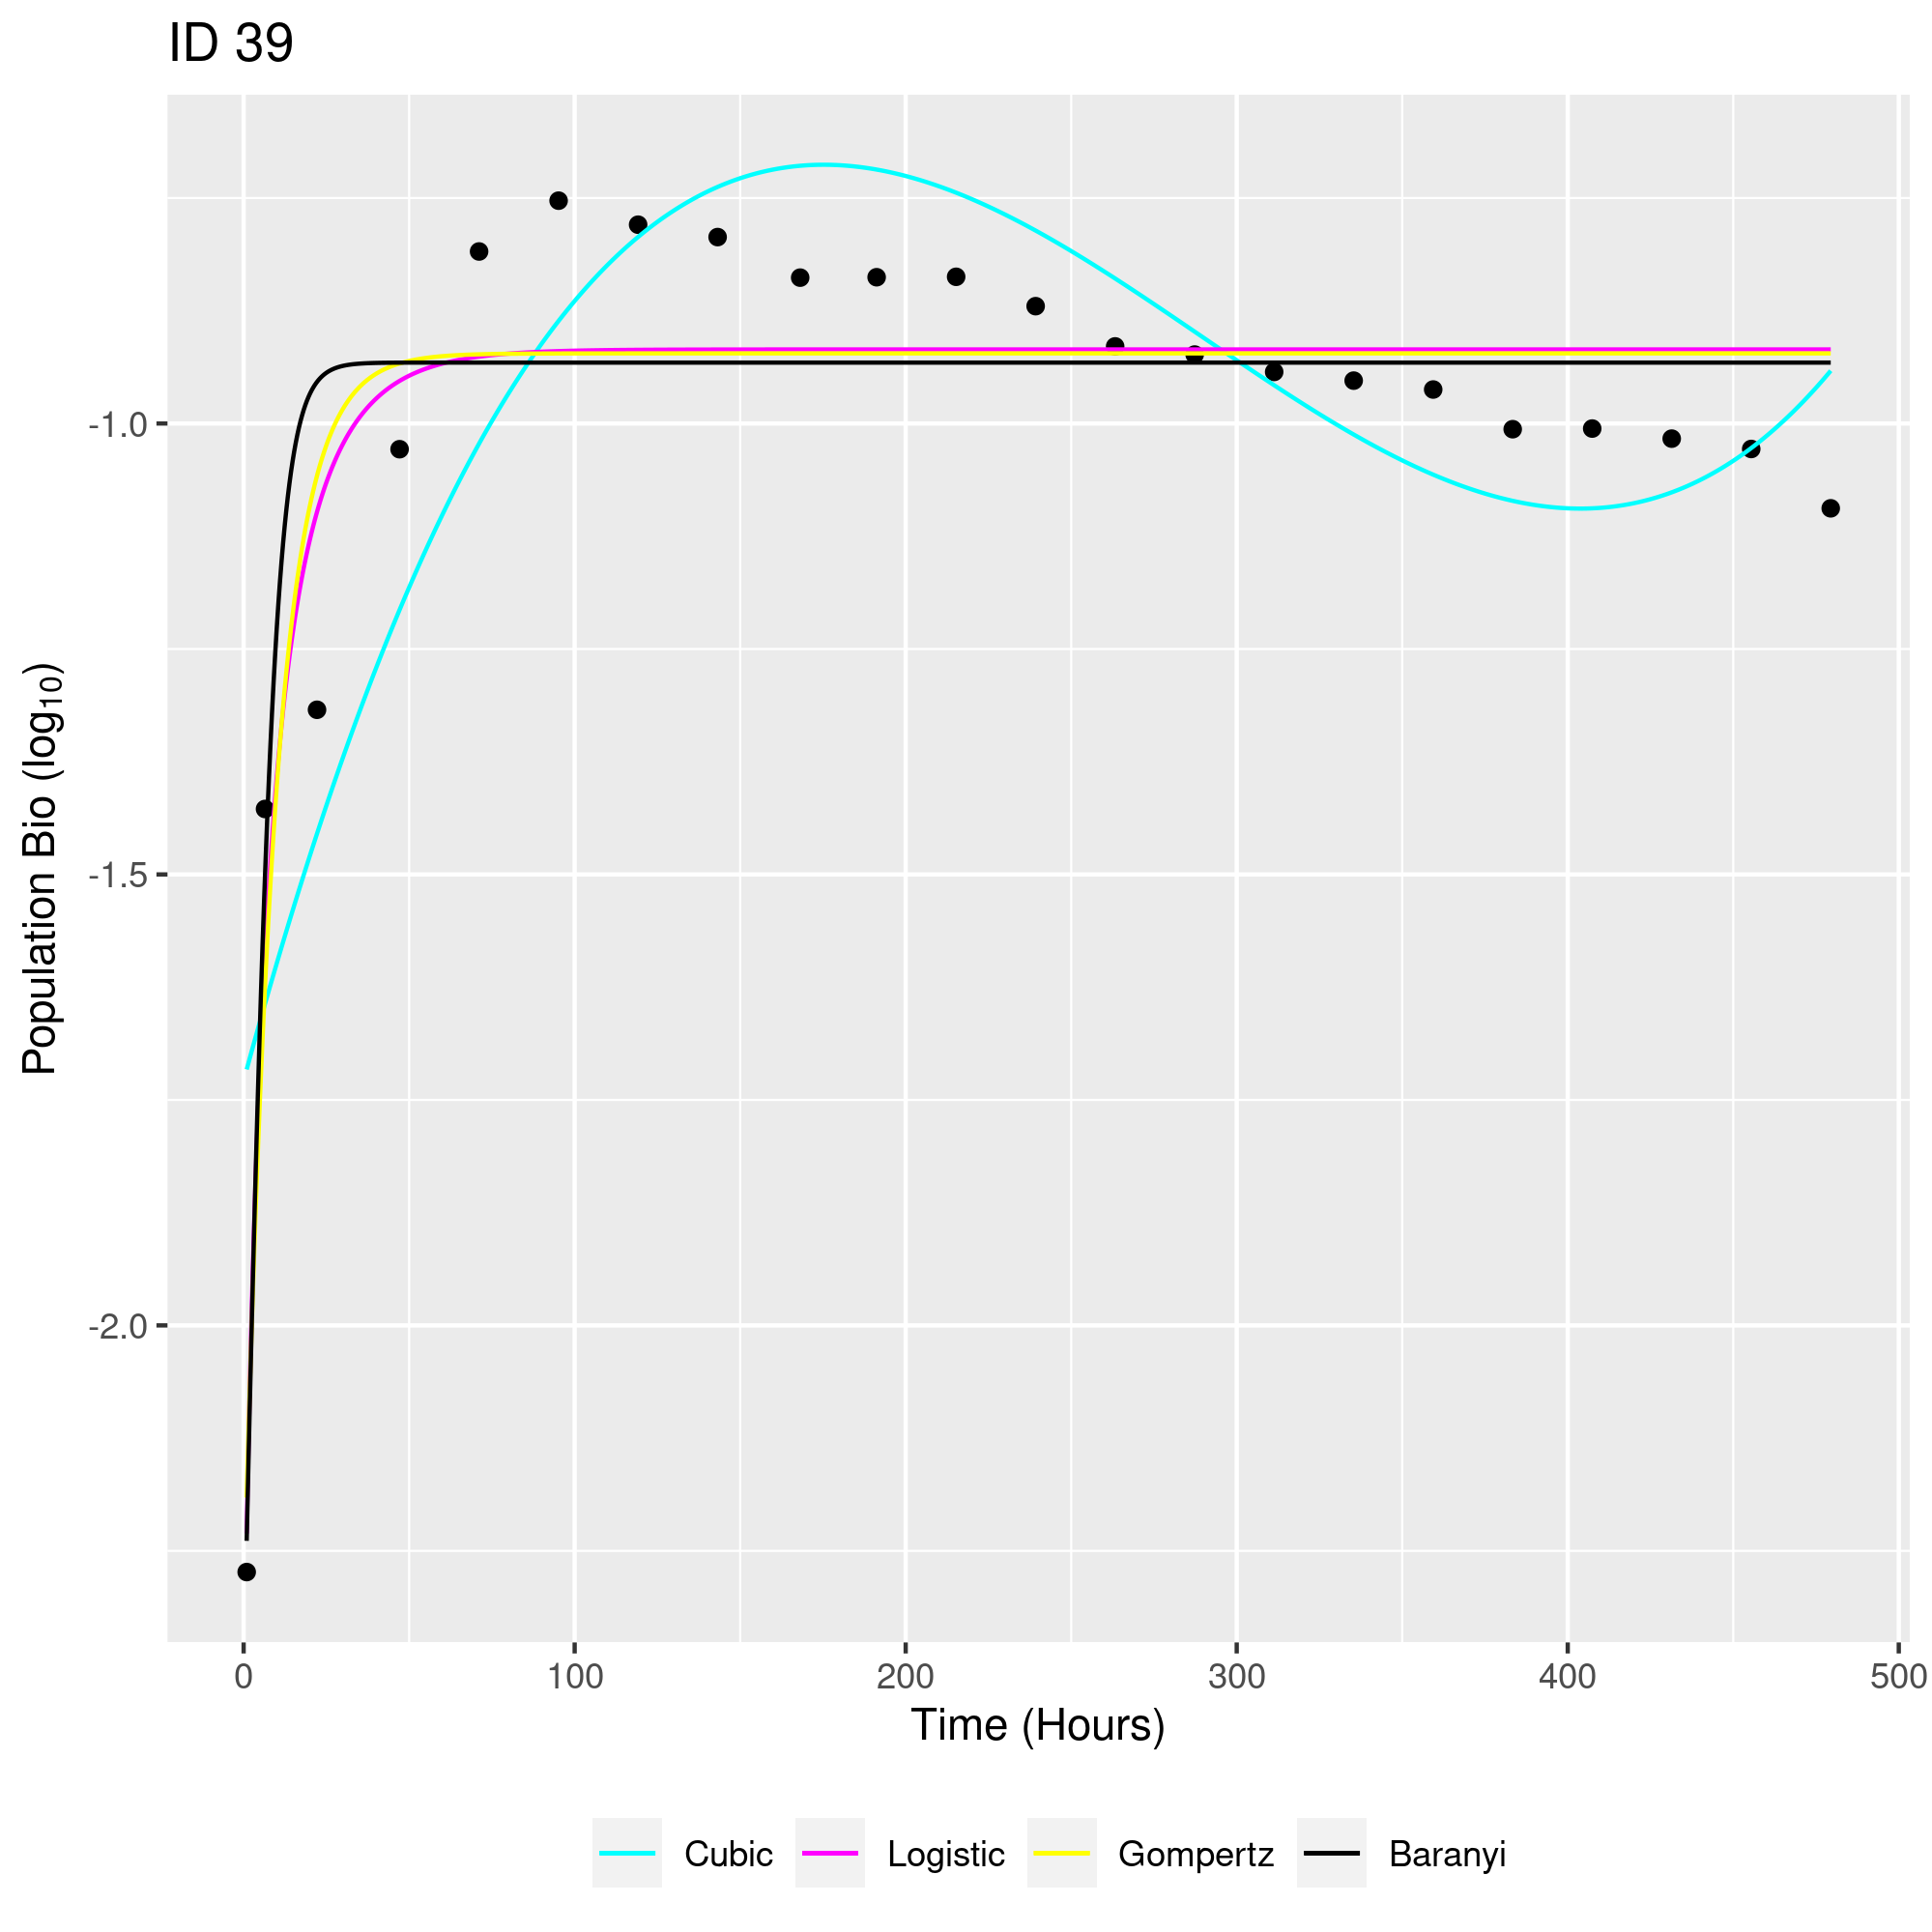 ID 39
Population Bio (log₁₀)
-1.0
-1.5
-2.0
0 100 200 300 400 500
Time (Hours)
Cubic Logistic Gompertz Baranyi